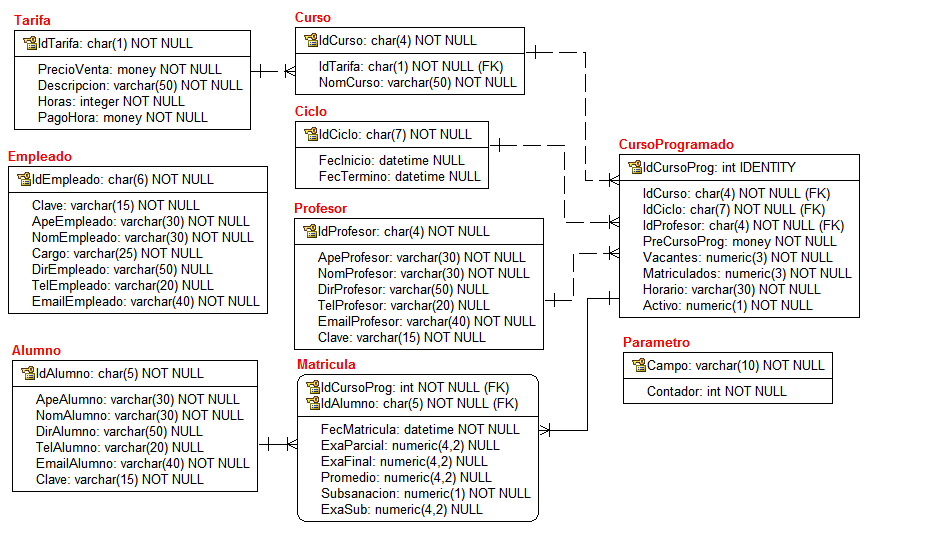 Tarifa
IdTarifa: char(1) NOT NULL
PrecioVenta: money NOT NULL
Descripcion: varchar(50) NOT NULL
Horas: integer NOT NULL
PagoHora: money NOT NULL
Curso
IdCurso: char(4) NOT NULL
IdTarifa: char(1) NOT NULL (FK)
NomCurso: varchar(50) NOT NULL
Ciclo
IdCiclo: char(7) NOT NULL
FecInicio: datetime NULL
FecTermino: datetime NULL
CursoProgramado
IdCursoProg: int IDENTITY
IdCurso: char(4) NOT NULL (FK)
IdCiclo: char(7) NOT NULL (FK)
IdProfesor: char(4) NOT NULL (FK)
PreCursoProg: money NOT NULL
Vacantes: numeric(3) NOT NULL
Matriculados: numeric(3) NOT NULL
Horario: varchar(30) NOT NULL
Activo: numeric(1) NOT NULL
Empleado
IdEmpleado: char(6) NOT NULL
Clave: varchar(15) NOT NULL
ApeEmpleado: varchar(30) NOT NULL
NomEmpleado: varchar(30) NOT NULL
Cargo: varchar(25) NOT NULL
DirEmpleado: varchar(50) NULL
TelEmpleado: varchar(20) NULL
EmailEmpleado: varchar(40) NOT NULL
Profesor
IdProfesor: char(4) NOT NULL
ApeProfesor: varchar(30) NOT NULL
NomProfesor: varchar(30) NOT NULL
DirProfesor: varchar(50) NULL
TelProfesor: varchar(20) NULL
EmailProfesor: varchar(40) NOT NULL
Clave: varchar(15) NOT NULL
Parametro
Campo: varchar(10) NOT NULL
Contador: int NOT NULL
Alumno
IdAlumno: char(5) NOT NULL
ApeAlumno: varchar(30) NOT NULL
NomAlumno: varchar(30) NOT NULL
DirAlumno: varchar(50) NULL
TelAlumno: varchar(20) NULL
EmailAlumno: varchar(40) NOT NULL
Clave: varchar(15) NOT NULL
Matricula
IdCursoProg: int NOT NULL (FK)
IdAlumno: char(5) NOT NULL (FK)
FecMatricula: datetime NOT NULL
ExaParcial: numeric(4,2) NULL
ExaFinal: numeric(4,2) NULL
Promedio: numeric(4,2) NULL
Subsanacion: numeric(1) NOT NULL
ExaSub: numeric(4,2) NULL